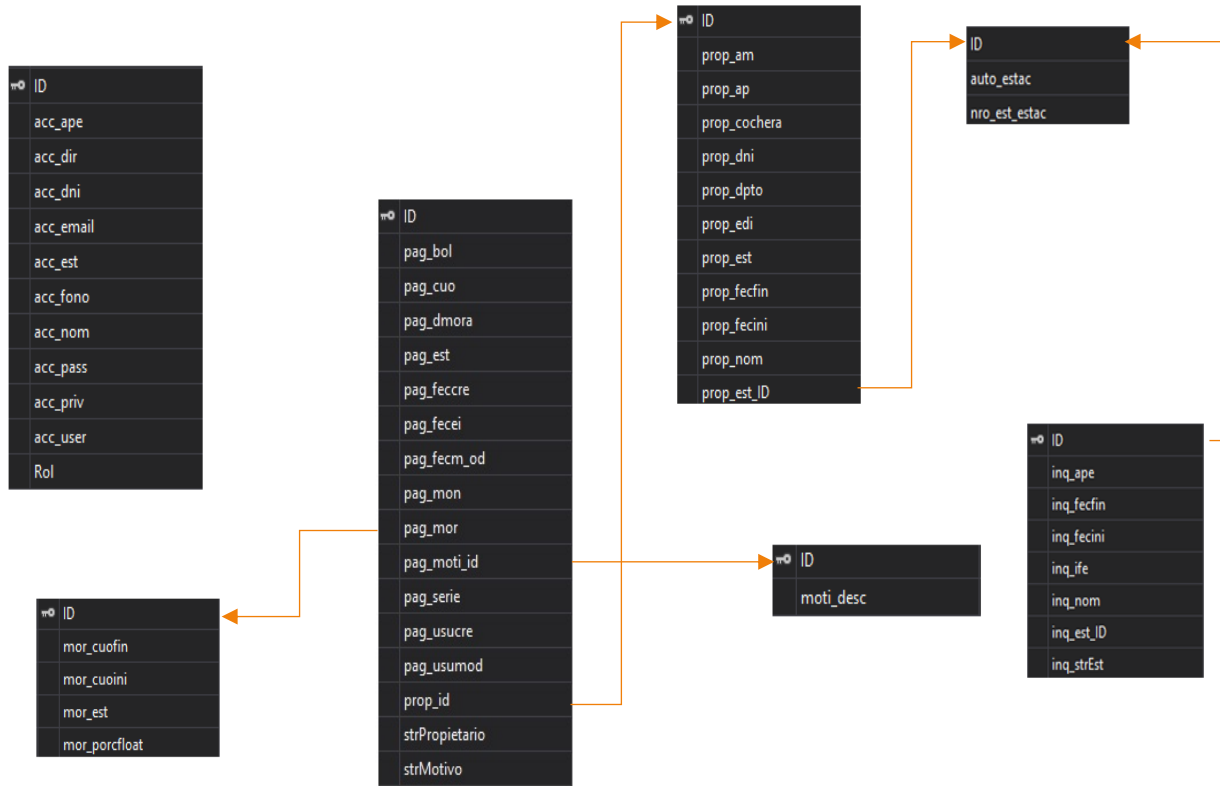 ID
acc_ape
acc_dir
acc_dni
acc_email
acc_est
acc_fono
acc_nom
acc_pass
acc_priv
acc_user
Rol
ID
mor_cuofin
mor_cuoini
mor_est
mor_porcfloat
ID
pag_bol
pag_cuo
pag_dmora
pag_est
pag_feccre
pag_fecei
pag_fecm_od
pag_mon
pag_mor
pag_moti_id
pag_serie
pag_usucre
pag_usumod
prop_id
strPropietario
strMotivo
ID
prop_am
prop_ap
prop_cochera
prop_dni
prop_dpto
prop_edi
prop_est
prop_fecfin
prop_fecini
prop_nom
prop_est_ID
ID
moti_desc
ID
auto_estac
nro_est_estac
ID
inq_ape
inq_fecfin
inq_fecini
inq_ife
inq_nom
inq_est_ID
inq_strEst